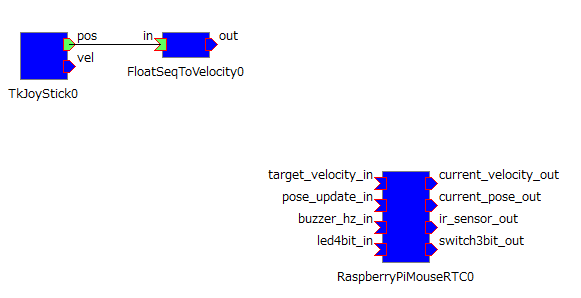 pos in out
vel
FloatSeqToVelocity0
TkJoyStick0
target_velocity_in current_velocity_out
pose_update_in current_pose_out
buzzer_hz_in ir_sensor_out
led4bit_in switch3bit_out
RaspberryPiMouseRTC0